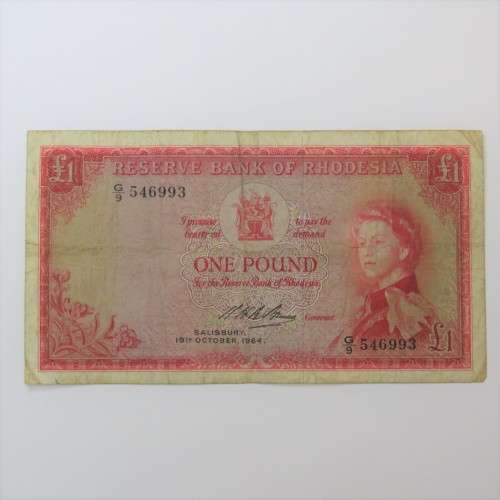 £1 RESERVE BANK OF RHODESIA £1
G/9 546993
I promise to pay the
bearer on demand
ONE POUND
for the Reserve Bank of Rhodesia
Governor
SALISBURY,
19TH OCTOBER, 1964.
G/9 546993 £1